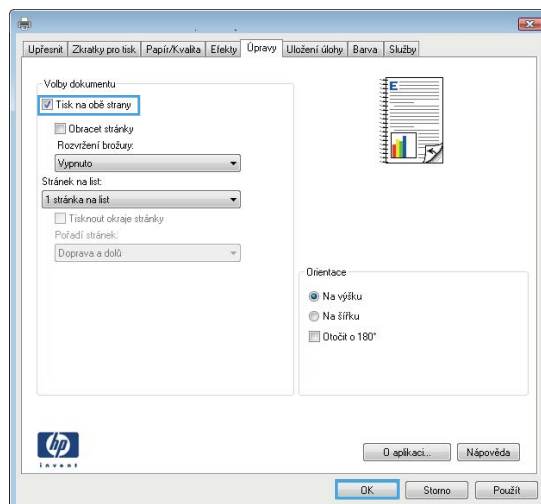 Upřesnit Zkratky pro tisk Papír/Kvalita Efekty Úpravy Uložení úlohy Barva Služby
Volby dokumentu
Tisk na obě strany
Obracet stránky
Rozvržení brožury:
Vypnuto
Stránek na list:
1 stránka na list
Tisknout okraje stránky
Pořadí stránek:
Doprava a dolů
E
Orientace
Na výšku
Na šířku
Otočit o 180°
hp
invent
O aplikaci... Nápověda
OK Storno Použít